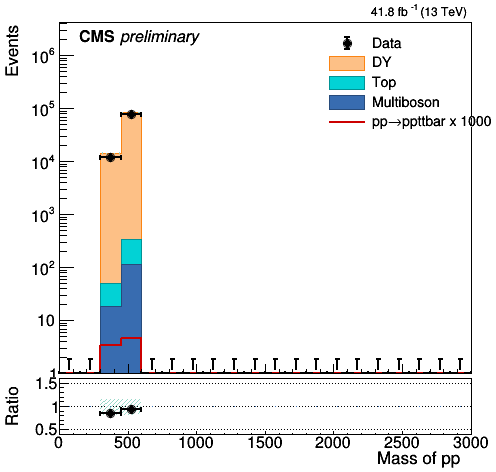 41.8 fb⁻¹ (13 TeV)
CMS preliminary
Events
Data
DY
Top
Multiboson
pp→ppttbar x 1000
10⁶
10⁵
10⁴
10³
10²
10
1
Ratio
1.5
1
0.5
0 500 1000 1500 2000 2500 3000
Mass of pp